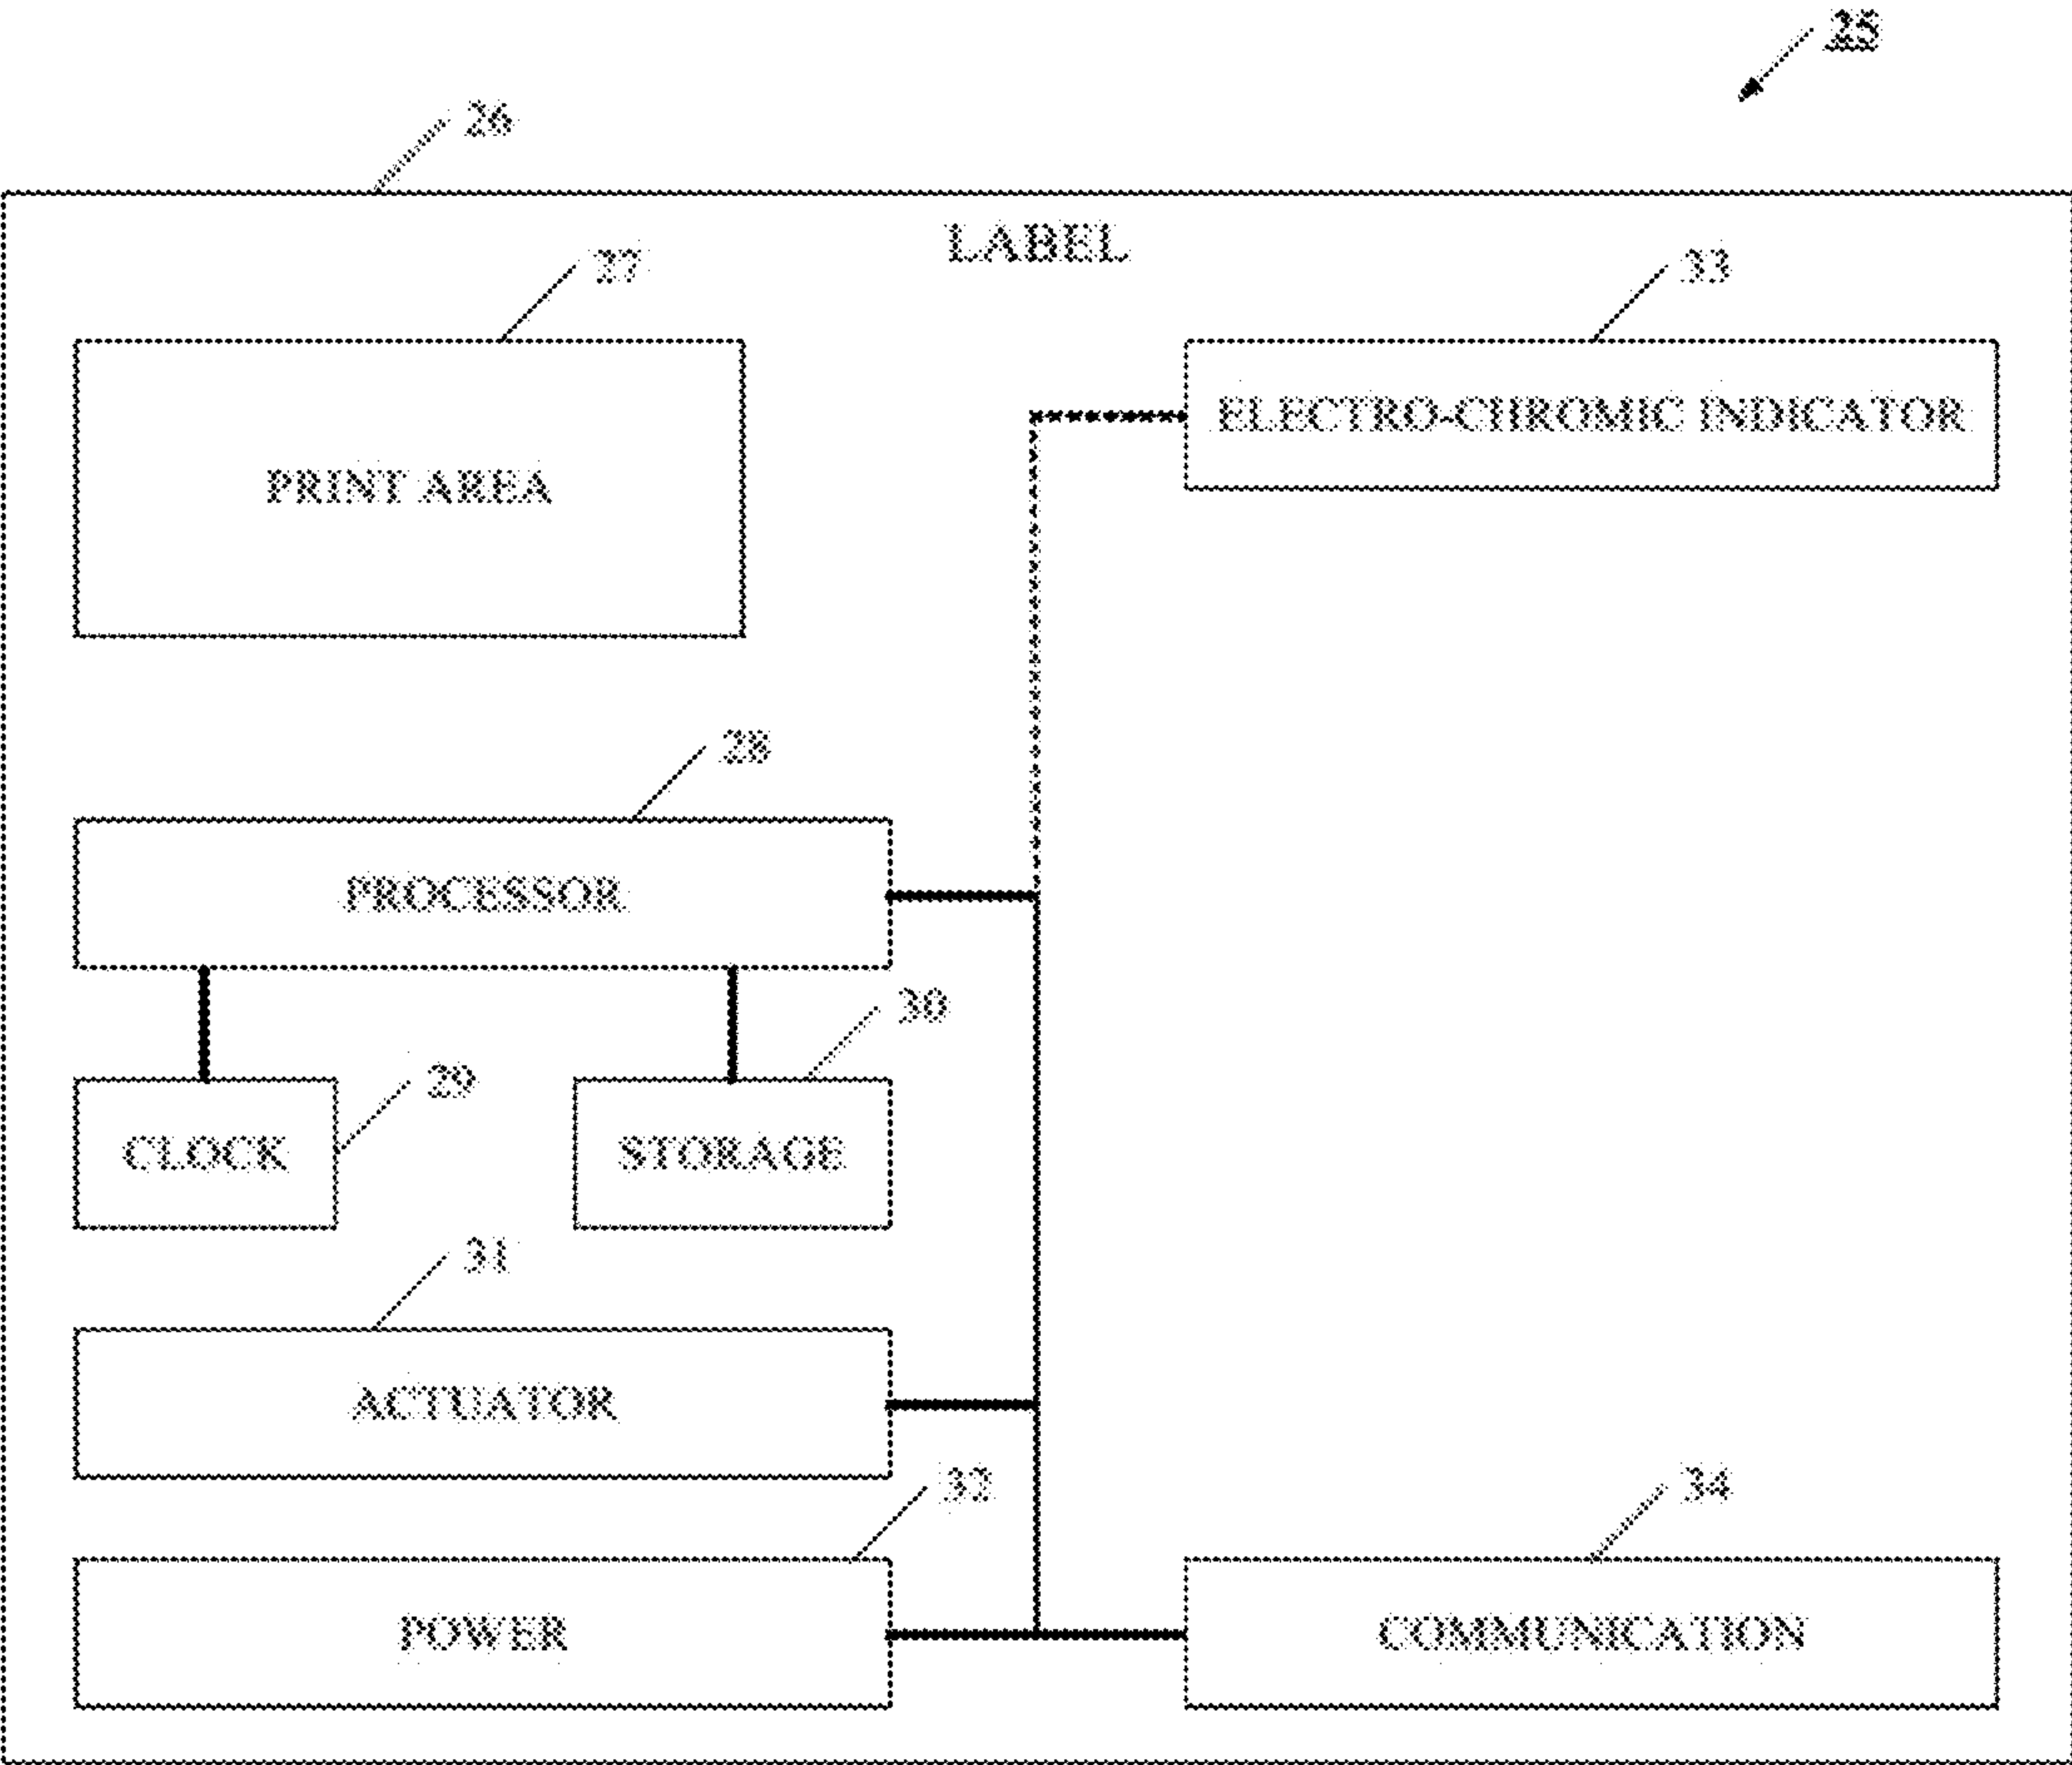 25
26
LABEL
27
33
PRINT AREA
ELECTRO-CHROMIC INDICATOR
28
PROCESSOR
30
29
CLOCK
STORAGE
31
ACTUATOR
32
34
POWER
COMMUNICATION